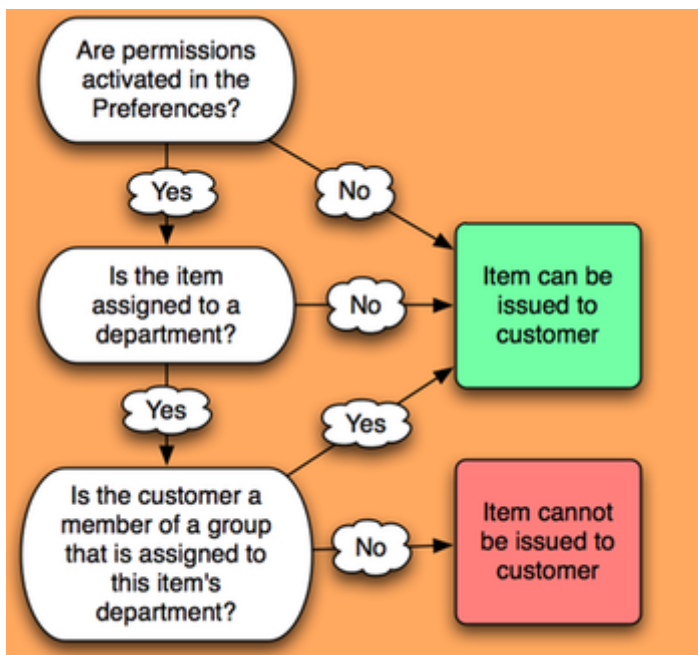 Are permissions
activated in the
Preferences?
Yes
No
Is the item
assigned to a
department?
No
Item can be
issued to
customer
Yes
Yes
Is the customer a
member of a group
that is assigned to
this item's
department?
No
Item cannot
be issued to
customer